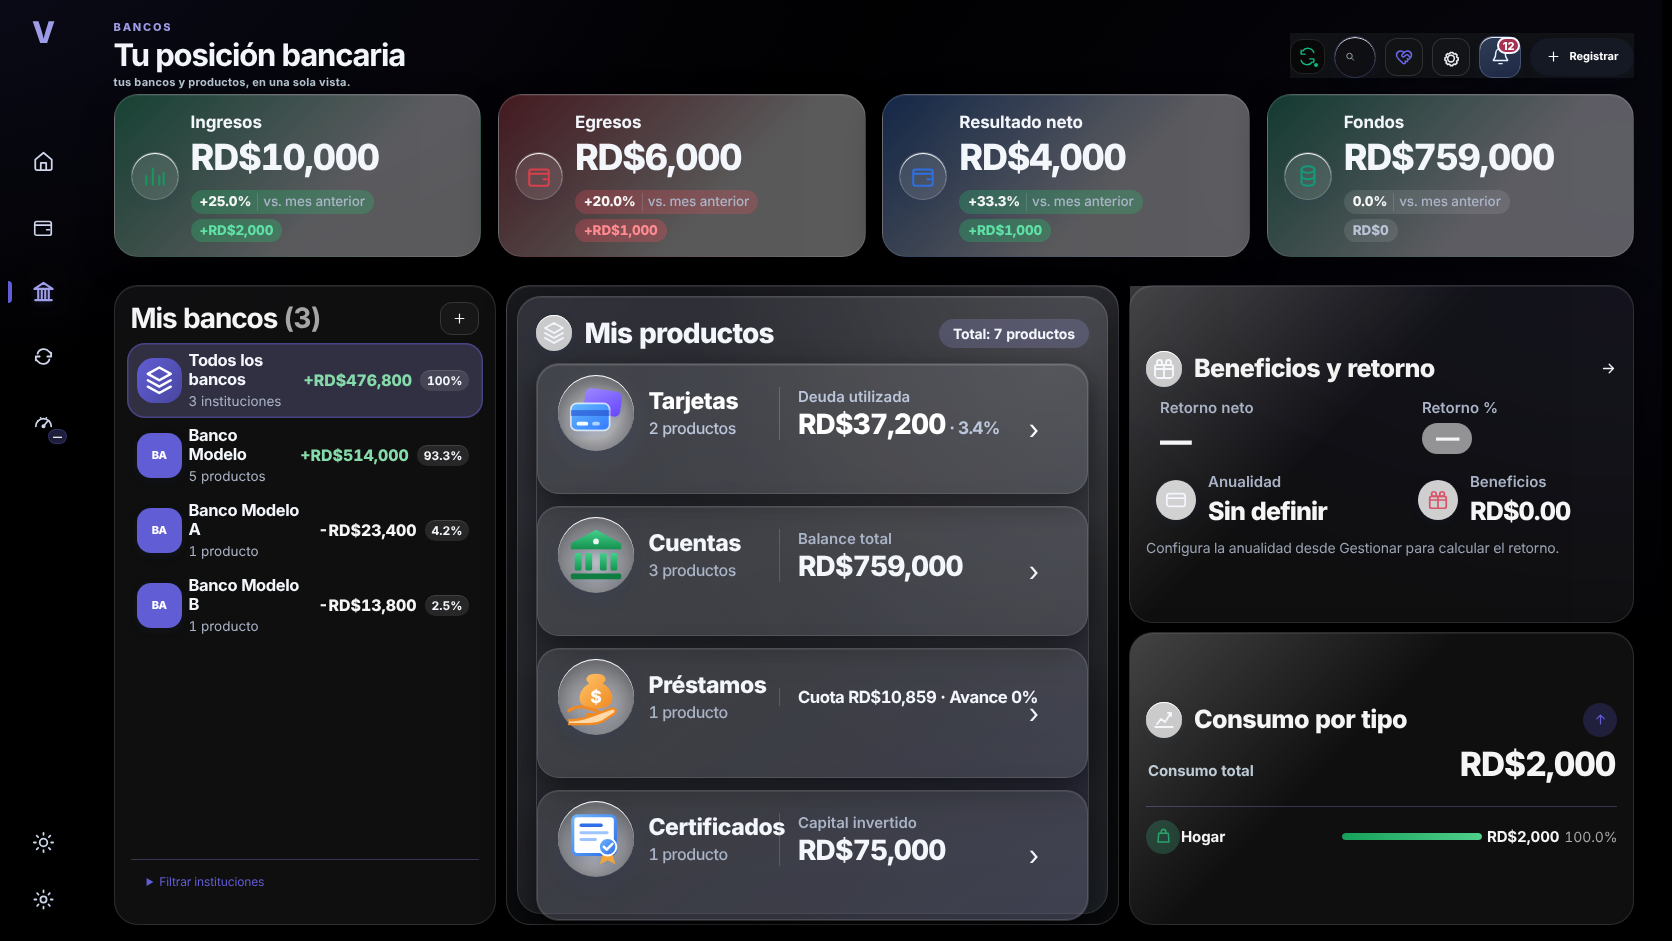 V
BANCOS
Tu posición bancaria
tus bancos y productos, en una sola vista.
12
Registrar
Ingresos
RD$10,000
+25.0% vs. mes anterior
+RD$2,000
Egresos
RD$6,000
+20.0% vs. mes anterior
+RD$1,000
Resultado neto
RD$4,000
+33.3% vs. mes anterior
+RD$1,000
Fondos
RD$759,000
0.0% vs. mes anterior
RD$0
Mis bancos (3)
Todos los
bancos
3 instituciones
+RD$476,800 100%
BA
Banco
Modelo
5 productos
+RD$514,000 93.3%
BA
Banco Modelo
A
1 producto
-RD$23,400 4.2%
BA
Banco Modelo
B
1 producto
-RD$13,800 2.5%
Filtrar instituciones
Mis productos
Total: 7 productos
Tarjetas
2 productos
Deuda utilizada
RD$37,200 · 3.4%
Cuentas
3 productos
Balance total
RD$759,000
Préstamos
1 producto
Cuota RD$10,859 · Avance 0%
Certificados
1 producto
Capital invertido
RD$75,000
Beneficios y retorno
Retorno neto
—
Retorno %
—
Anualidad
Sin definir
Beneficios
RD$0.00
Configura la anualidad desde Gestionar para calcular el retorno.
Consumo por tipo
Consumo total
RD$2,000
Hogar
RD$2,000 100.0%